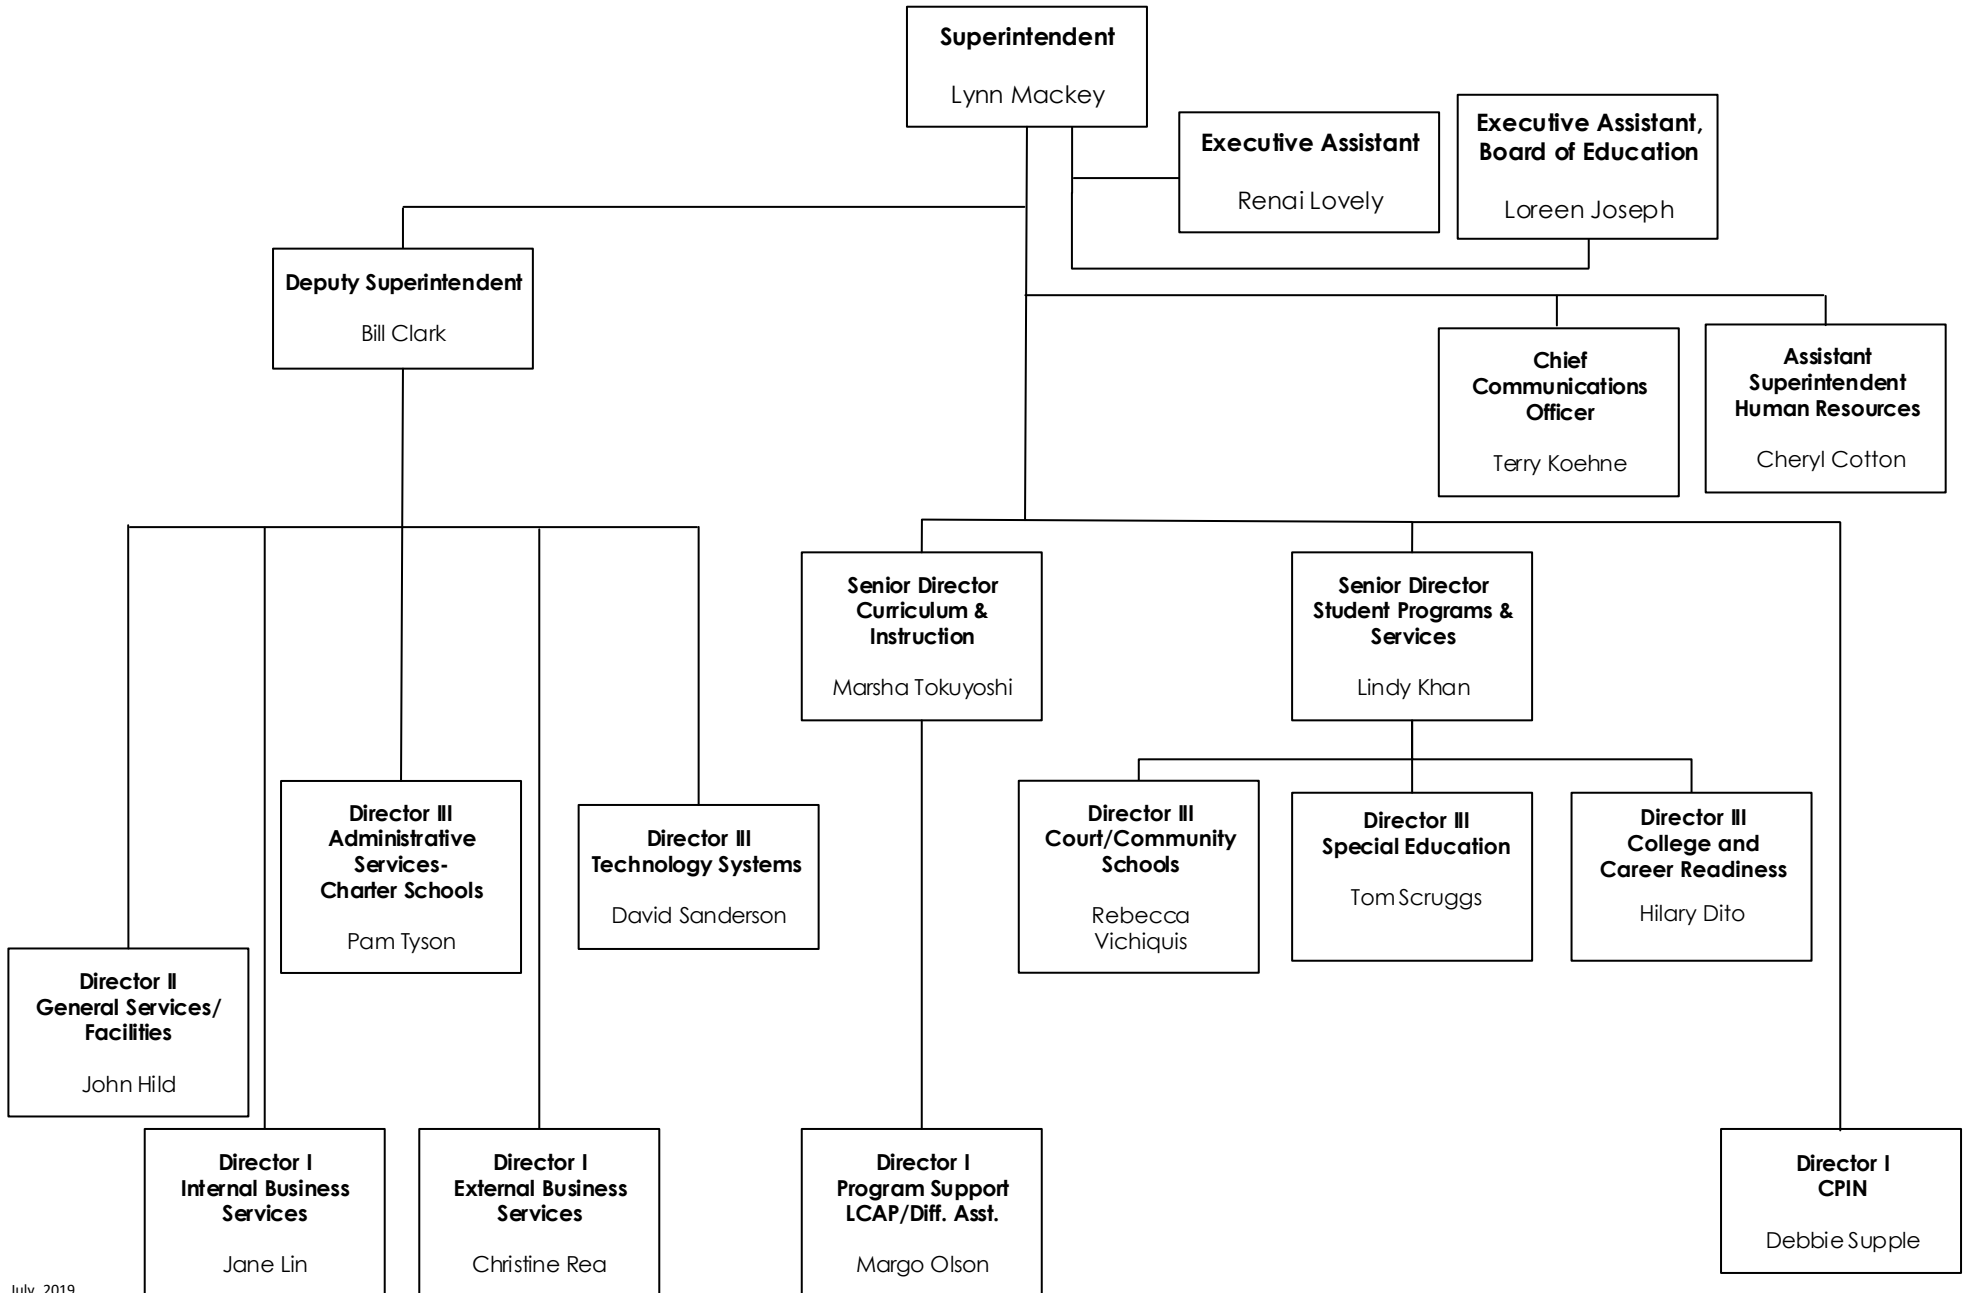 Superintendent
Lynn Mackey
Executive Assistant
Renai Lovely
Executive Assistant,
Board of Education
Loreen Joseph
Deputy Superintendent
Bill Clark
Chief
Communications
Officer
Terry Koehne
Assistant
Superintendent
Human Resources
Cheryl Cotton
Senior Director
Curriculum &
Instruction
Marsha Tokuyoshi
Senior Director
Student Programs &
Services
Lindy Khan
Director III
Administrative
Services-
Charter Schools
Pam Tyson
Director III
Technology Systems
David Sanderson
Director III
Court/Community
Schools
Rebecca
Vichiquis
Director III
Special Education
Tom Scruggs
Director III
College and
Career Readiness
Hilary Dito
Director II
General Services/
Facilities
John Hild
Director I
Internal Business
Services
Jane Lin
Director I
External Business
Services
Christine Rea
Director I
Program Support
LCAP/Diff. Asst.
Margo Olson
Director I
CPIN
Debbie Supple
July, 2019